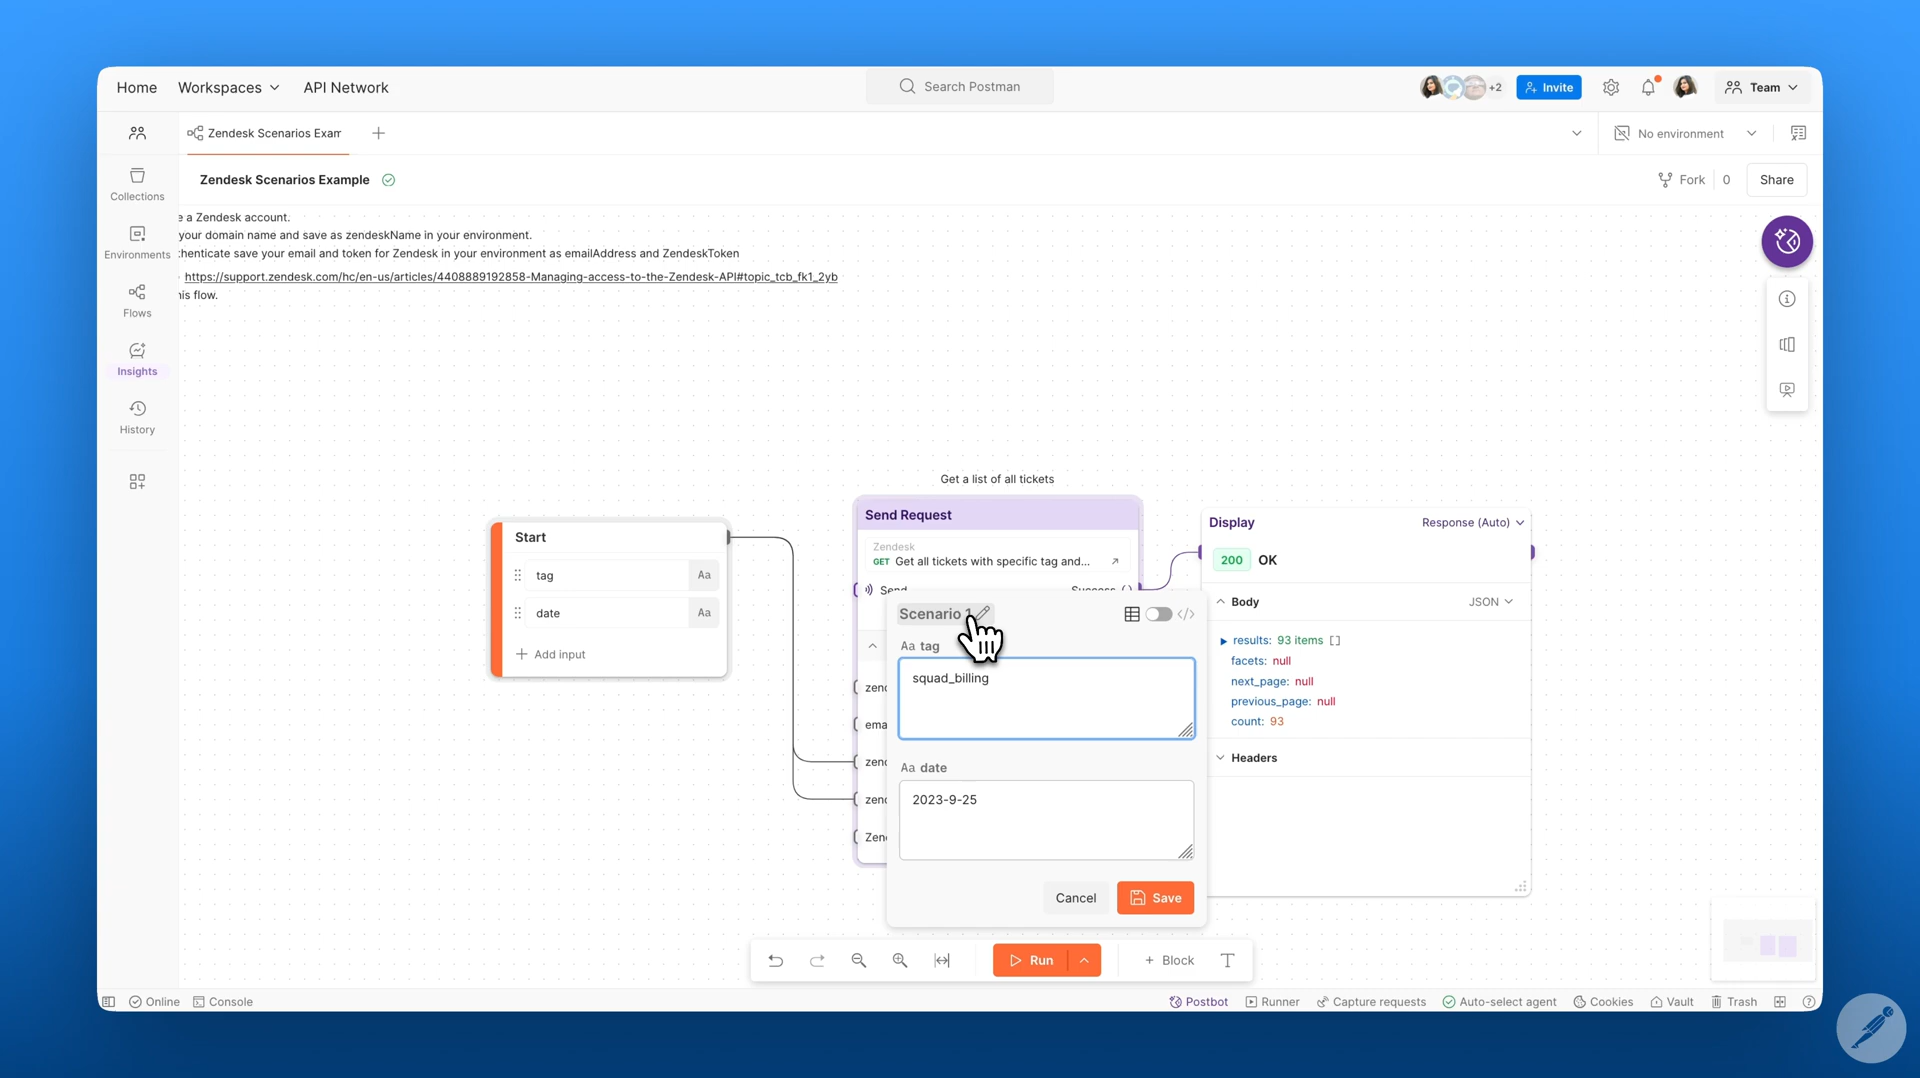 Home Workspaces API Network Search Postman +2 Invite Team
Zendesk Scenarios Exam No environment
Zendesk Scenarios Example Fork 0 Share
Collections
Environments
Flows
Insights
History
e a Zendesk account.
your domain name and save as zendeskName in your environment.
thenticate save your email and token for Zendesk in your environment as emailAddress and ZendeskToken
https://support.zendesk.com/hc/en-us/articles/4408889192858-Managing-access-to-the-Zendesk-API#topic_tcb_fk1_2yb
his flow.
Start
tag Aa
date Aa
Add input
Get a list of all tickets
Send Request
Zendesk
GET Get all tickets with specific tag and...
Send Success
zend
ema
zend
zend
Zend
Scenario 1 </>
Aa tag
squad_billing
Aa date
2023-9-25
Cancel Save
Display Response (Auto)
200 OK
Body JSON
results: 93 items []
facets: null
next_page: null
previous_page: null
count: 93
Headers
Run + Block T
Online Console Postbot Runner Capture requests Auto-select agent Cookies Vault Trash